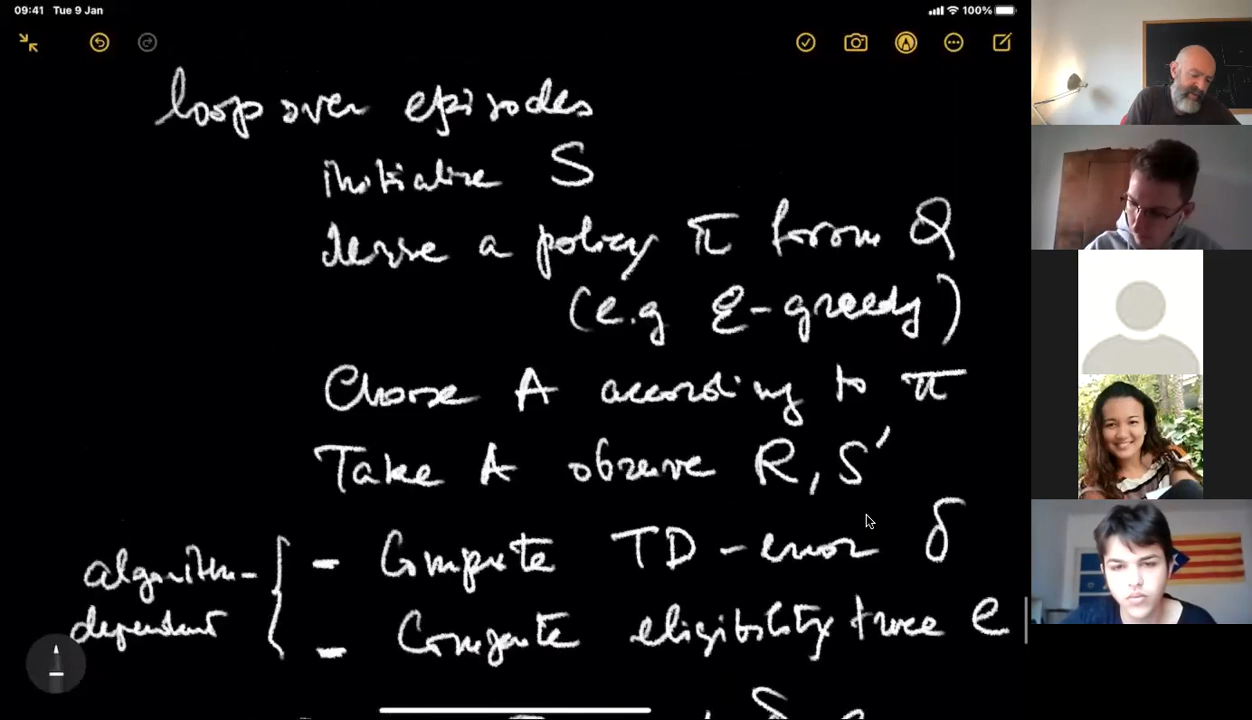 09:41 Tue 9 Jan
100%
loop over episodes
initialize S
derive a policy π from Q
(e.g ε-greedy)
Choose A according to π
Take A observe R, S'
algorithm-dependent
- Compute TD-error δ
- Compute eligibility trace e
δ e